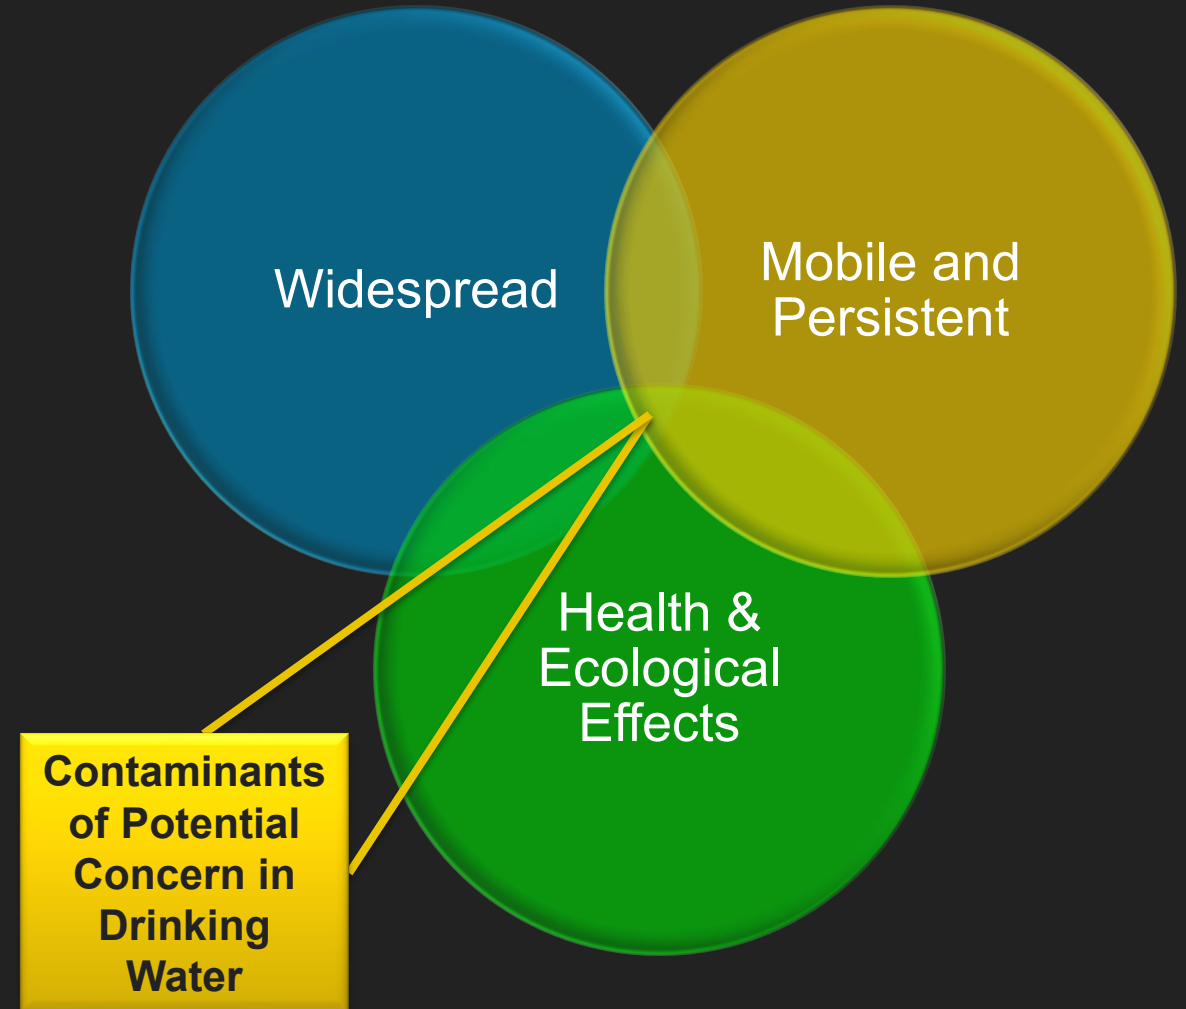 Widespread
Mobile and
Persistent
Health &
Ecological
Effects
Contaminants
of Potential
Concern in
Drinking
Water